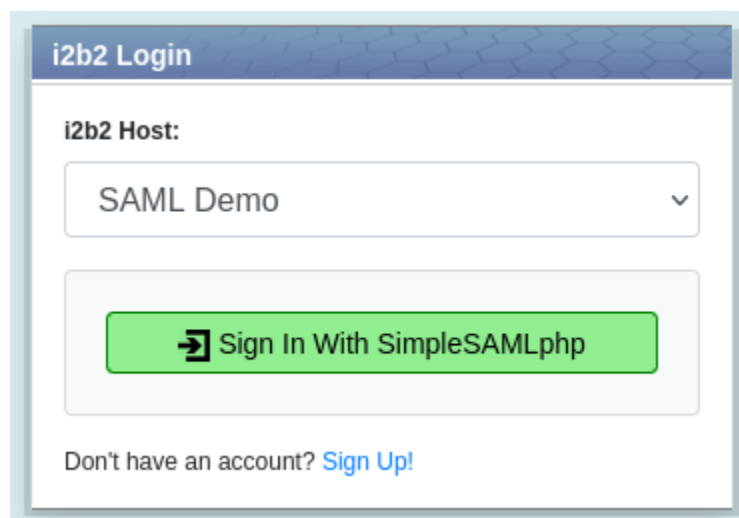 i2b2 Login
i2b2 Host:
SAML Demo
Sign In With SimpleSAMLphp
Don't have an account? Sign Up!